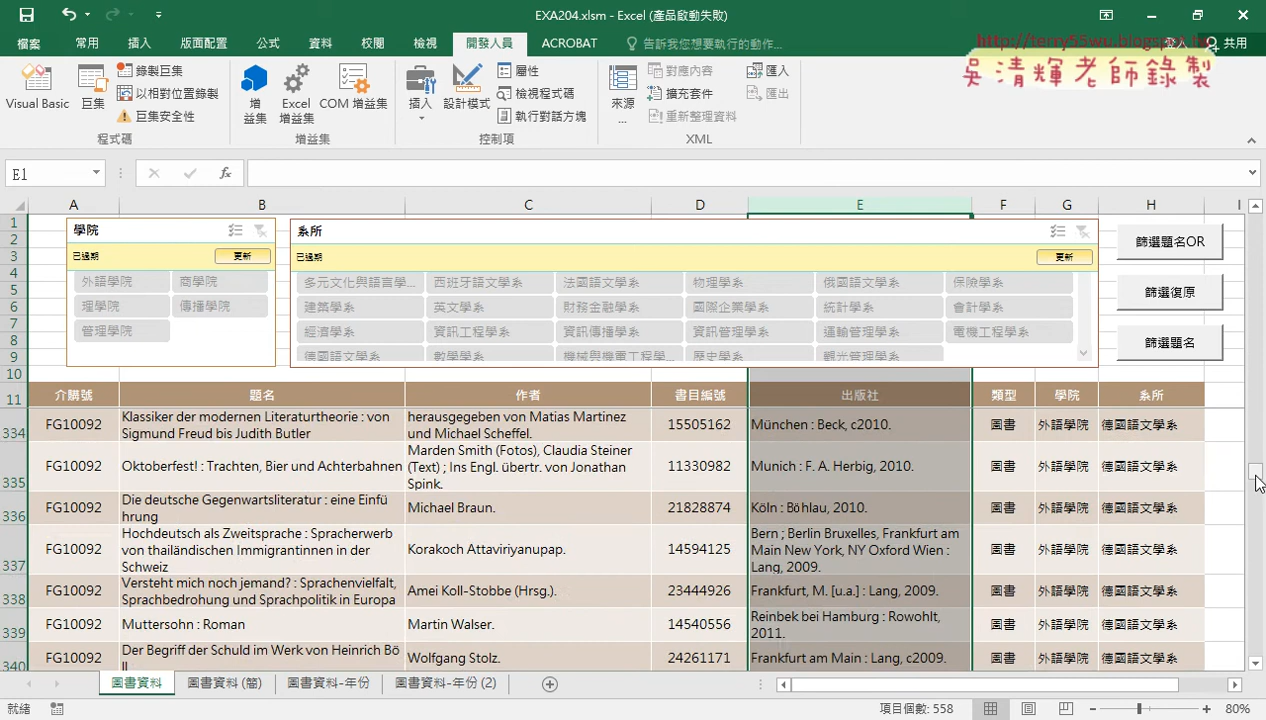 EXA204.xlsm - Excel (產品啟動失敗)
檔案 常用 插入 版面配置 公式 資料 校閱 檢視 開發人員 ACROBAT 告訴我您想要執行的動作... 登入 共用
http://terry55wu.blogspot.tw
吳清輝老師錄製
Visual Basic 巨集 錄製巨集 以相對位置錄製 巨集安全性 程式碼
增益集 Excel 增益集 COM 增益集 增益集
插入 設計模式 屬性 檢視程式碼 執行對話方塊 控制項
來源... 對應內容 擴充套件 重新整理資料 匯入 匯出 XML
E1 fx
A B C D E F G H I
1
2
3
4
5
6
7
8
9
10
學院
已過期 更新
外語學院 商學院
理學院 傳播學院
管理學院
系所
已過期 更新
多元文化與語言學... 西班牙語文學系 法國語文學系 物理學系 俄國語文學系 保險學系
建築學系 英文學系 財務金融學系 國際企業學系 統計學系 會計學系
經濟學系 資訊工程學系 資訊傳播學系 資訊管理學系 運輸管理學系 電機工程學系
德國語文學系 數學學系 機械與機電工程學... 歷史學系 觀光管理學系
篩選題名OR
篩選復原
篩選題名
11 介購號 題名 作者 書目編號 出版社 類型 學院 系所
334 FG10092 Klassiker der modernen Literaturtheorie : von Sigmund Freud bis Judith Butler herausgegeben von Matias Martinez und Michael Scheffel. 15505162 München : Beck, c2010. 圖書 外語學院 德國語文學系
335 FG10092 Oktoberfest! : Trachten, Bier und Achterbahnen Marden Smith (Fotos), Claudia Steiner (Text) ; Ins Engl. übertr. von Jonathan Spink. 11330982 Munich : F. A. Herbig, 2010. 圖書 外語學院 德國語文學系
336 FG10092 Die deutsche Gegenwartsliteratur : eine Einführung Michael Braun. 21828874 Köln : Böhlau, 2010. 圖書 外語學院 德國語文學系
337 FG10092 Hochdeutsch als Zweitsprache : Spracherwerb von thailändischen Immigrantinnen in der Schweiz Korakoch Attaviriyanupap. 14594125 Bern ; Berlin Bruxelles, Frankfurt am Main New York, NY Oxford Wien : Lang, 2009. 圖書 外語學院 德國語文學系
338 FG10092 Versteht mich noch jemand? : Sprachenvielfalt, Sprachbedrohung und Sprachpolitik in Europa Amei Koll-Stobbe (Hrsg.). 23444926 Frankfurt, M. [u.a.] : Lang, 2009. 圖書 外語學院 德國語文學系
339 FG10092 Muttersohn : Roman Martin Walser. 14540556 Reinbek bei Hamburg : Rowohlt, 2011. 圖書 外語學院 德國語文學系
340 FG10092 Der Begriff der Schuld im Werk von Heinrich Böll Wolfgang Stolz. 24261171 Frankfurt am Main : Lang, c2009. 圖書 外語學院 德國語文學系
圖書資料 圖書資料 (簡) 圖書資料-年份 圖書資料-年份 (2)
就緒 項目個數: 558 80%